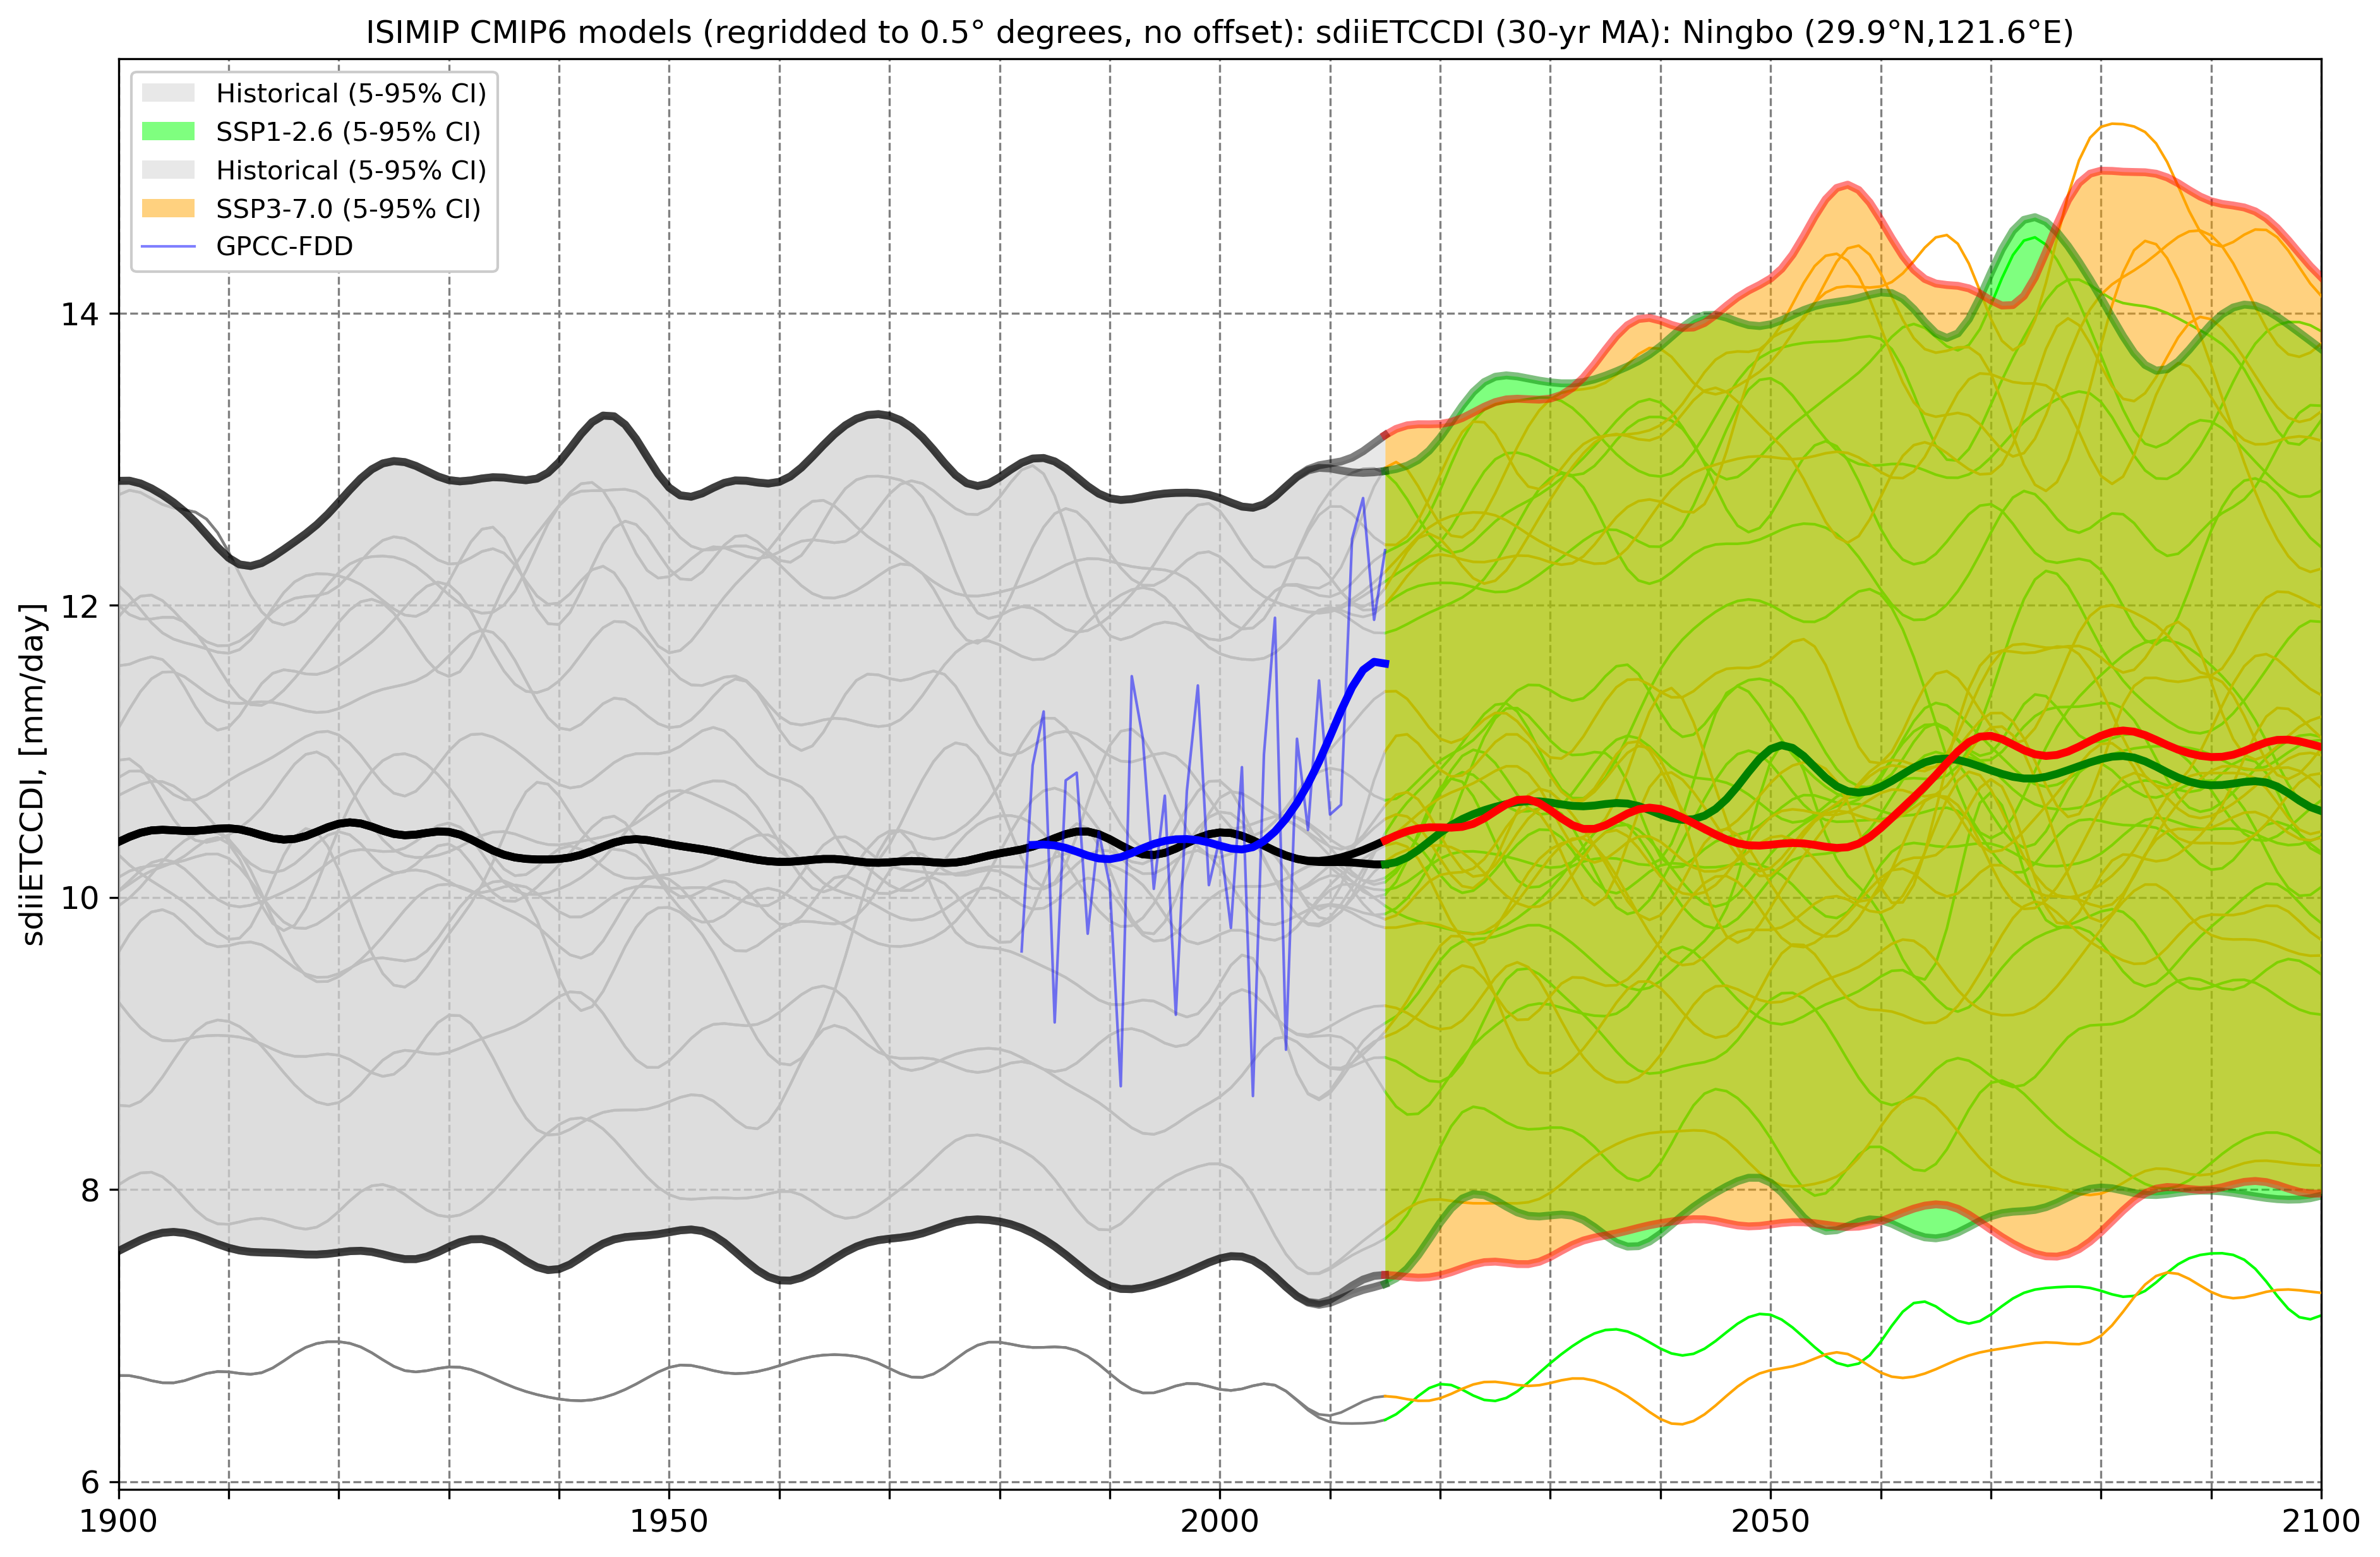 ISIMIP CMIP6 models (regridded to 0.5° degrees, no offset): sdiiETCCDI (30-yr MA): Ningbo (29.9°N,121.6°E)
Historical (5-95% CI)
SSP1-2.6 (5-95% CI)
Historical (5-95% CI)
SSP3-7.0 (5-95% CI)
GPCC-FDD
sdiiETCCDI, [mm/day]
14
12
10
8
6
1900
1950
2000
2050
2100